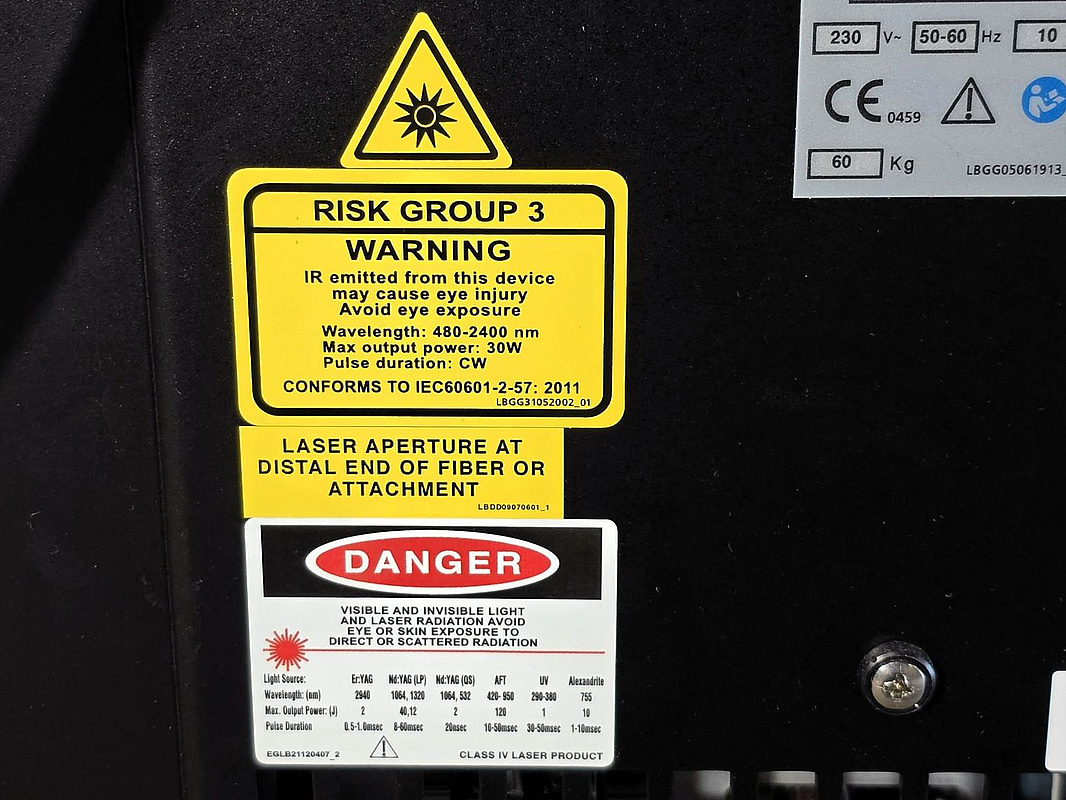 230 V~ 50-60 Hz 10
CE 0459
60 Kg LBGG05061913_
RISK GROUP 3
WARNING
IR emitted from this device
may cause eye injury
Avoid eye exposure
Wavelength: 480-2400 nm
Max output power: 30W
Pulse duration: CW
CONFORMS TO IEC60601-2-57: 2011
LBGG31052002_01
LASER APERTURE AT
DISTAL END OF FIBER OR
ATTACHMENT
LBDD09070601_1
DANGER
VISIBLE AND INVISIBLE LIGHT
AND LASER RADIATION AVOID
EYE OR SKIN EXPOSURE TO
DIRECT OR SCATTERED RADIATION
Light Source: Er:YAG Nd:YAG (LP) Nd:YAG (QS) AFT UV Alexandrite
Wavelength: (nm) 2940 1064, 1320 1064, 532 420- 950 290-380 755
Max. Output Power: (J) 2 40,12 2 120 1 10
Pulse Duration 0.5-1.0msec 8-60msec 20nsec 10-50msec 30-50msec 1-10msec
EGLB21120407_2 CLASS IV LASER PRODUCT